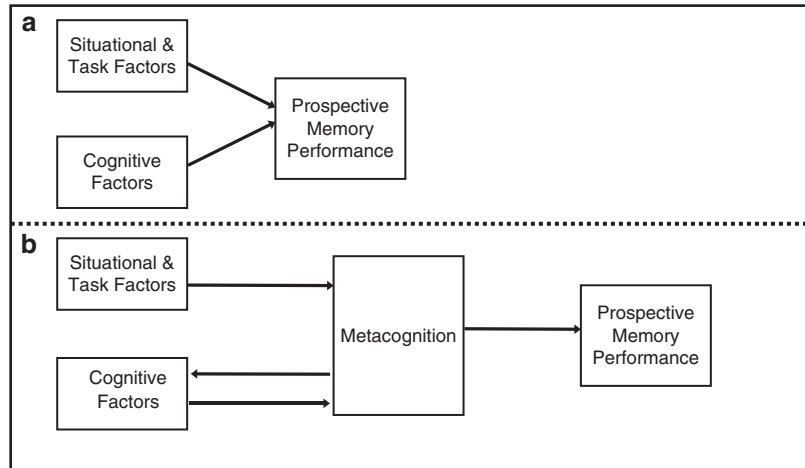 a
Situational &
Task Factors
Prospective
Memory
Performance
Cognitive
Factors
b
Situational &
Task Factors
Metacognition
Prospective
Memory
Performance
Cognitive
Factors